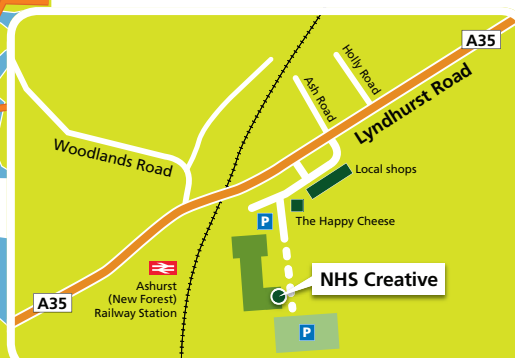 A35
Holly Road
Ash Road
Lyndhurst Road
Woodlands Road
Local shops
P
The Happy Cheese
Ashurst
(New Forest)
Railway Station
NHS Creative
A35
P